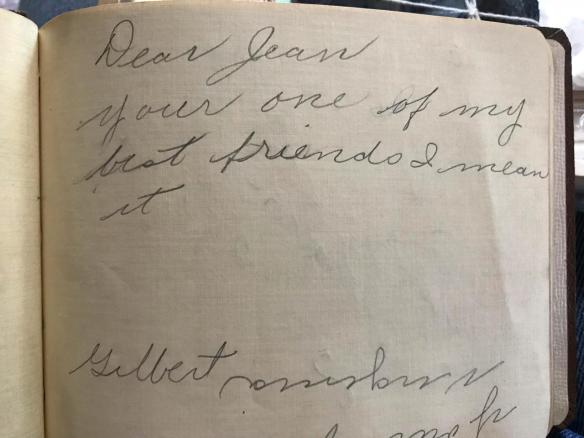 Dear Jean
your one of my
best friends I mean
it
Gilbert